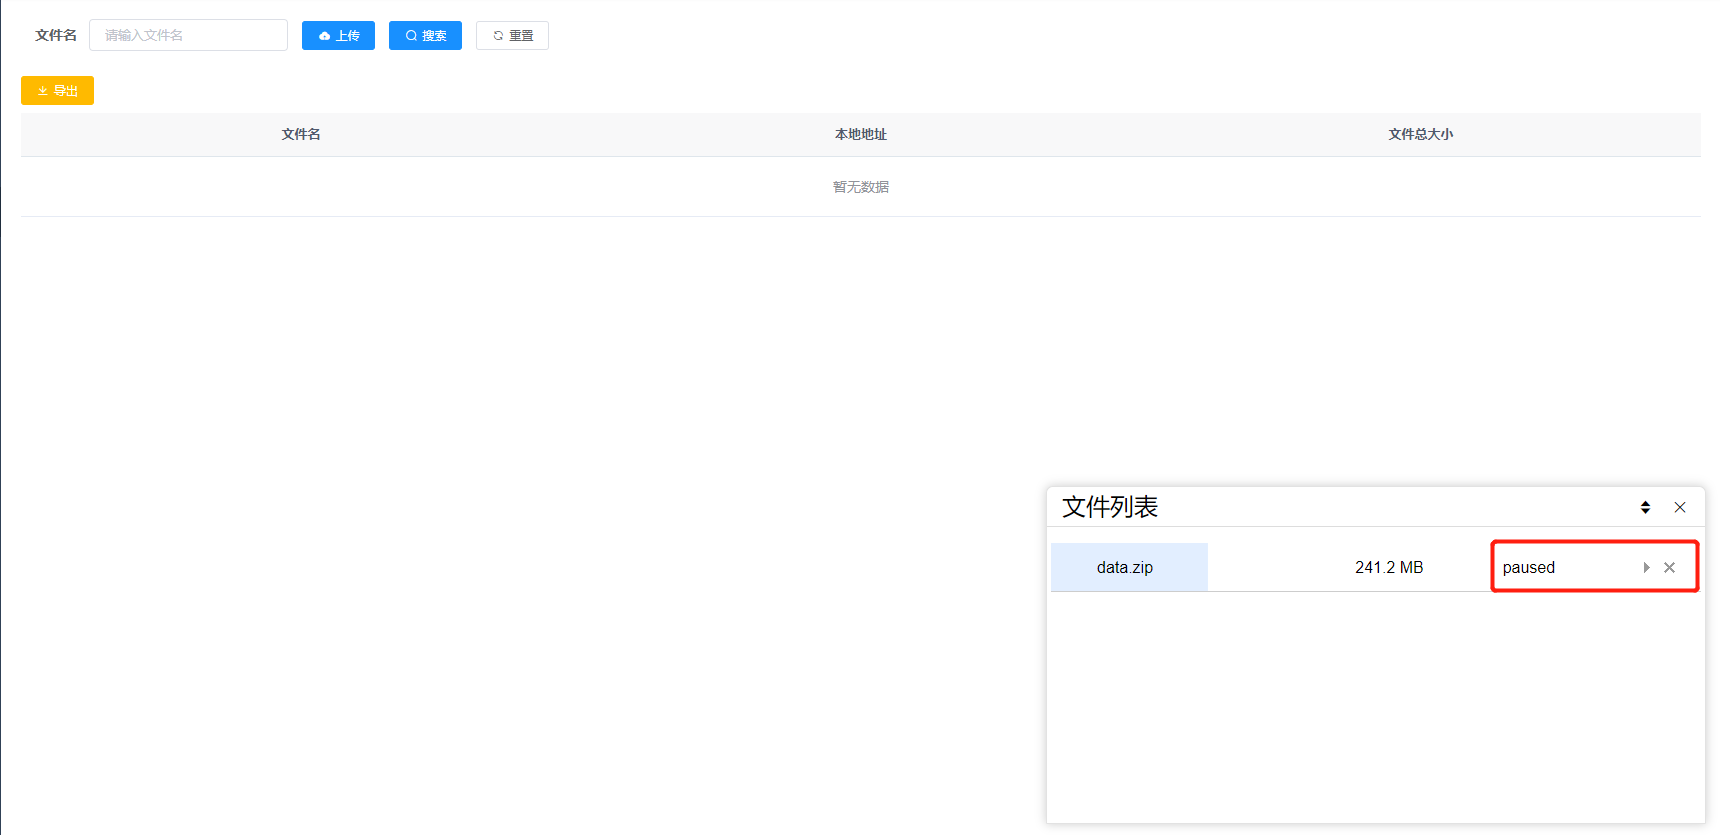 文件名 请输入文件名 上传 搜索 重置
导出
文件名 本地地址 文件总大小
暂无数据
文件列表
data.zip 241.2 MB paused